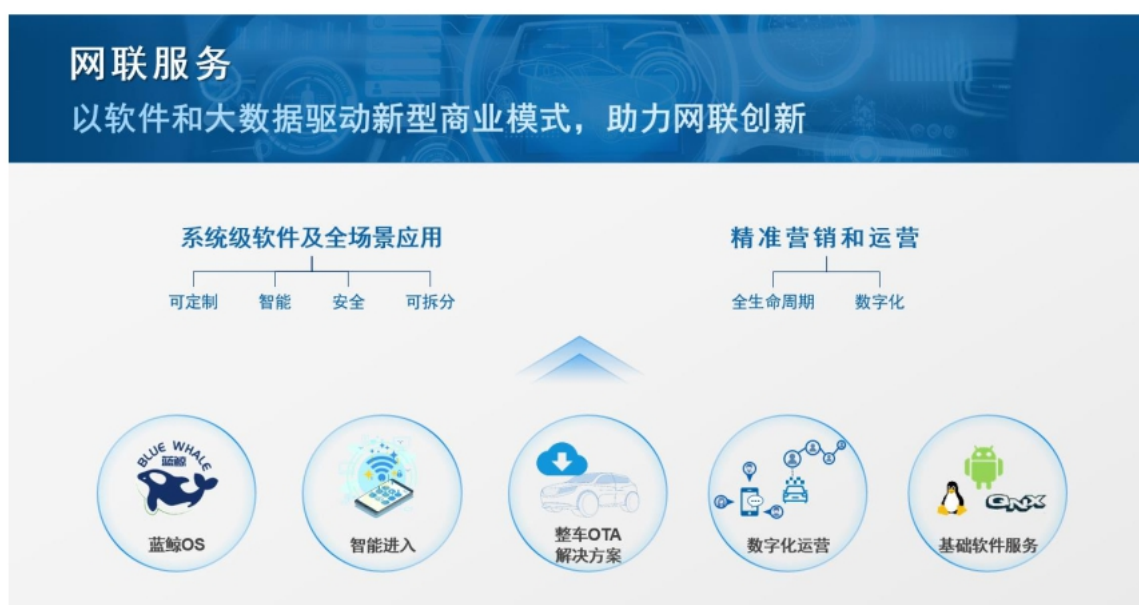 网联服务
以软件和大数据驱动新型商业模式，助力网联创新
系统级软件及全场景应用
精准营销和运营
可定制 智能 安全 可拆分
全生命周期 数字化
BLUE WHALE
蓝鲸
QNX
蓝鲸OS
智能进入
整车OTA
解决方案
数字化运营
基础软件服务